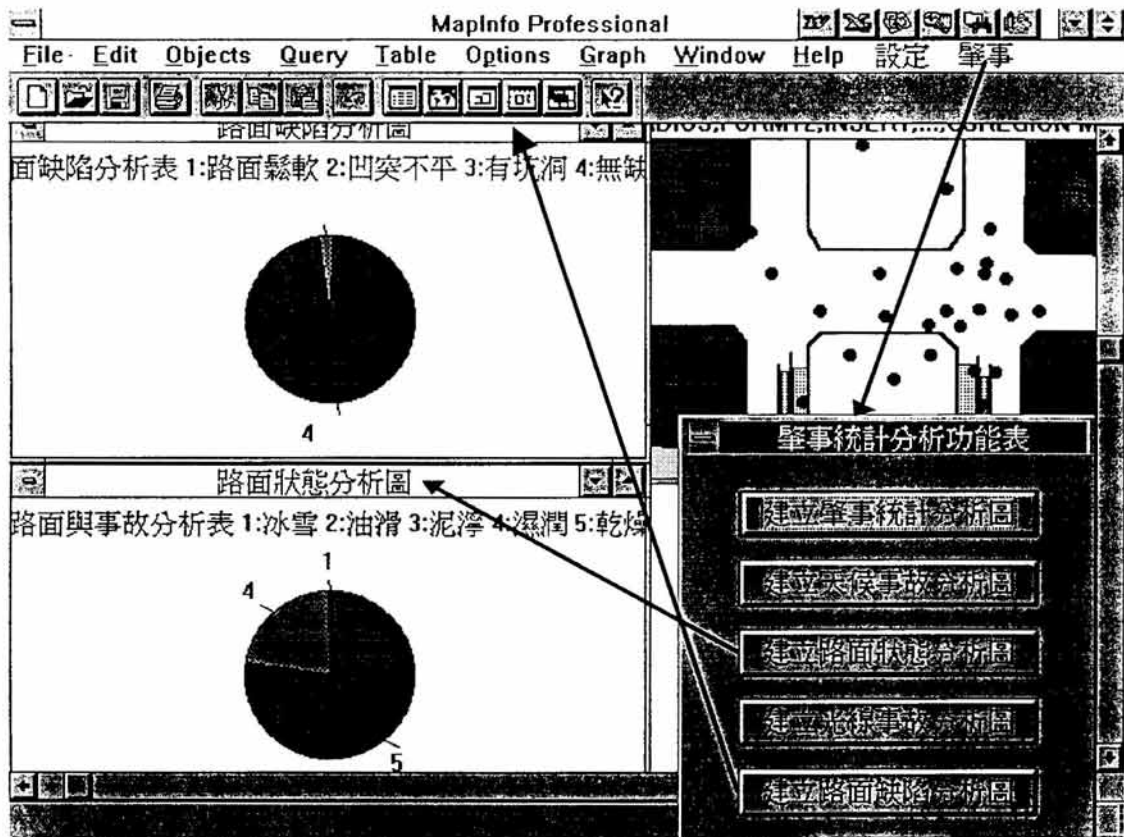 MapInfo Professional
File Edit Objects Query Table Options Graph Window Help 設定 肇事
路面缺陷分析圖
面缺陷分析表 1:路面鬆軟 2:凹突不平 3:有坑洞 4:無缺
4
路面狀態分析圖
路面與事故分析表 1:冰雪 2:油滑 3:泥濘 4:濕潤 5:乾燥
1
4
5
肇事統計分析功能表
建立肇事統計分析圖
建立天候事故分析圖
建立路面狀態分析圖
建立光線事故分析圖
建立路面缺陷分析圖